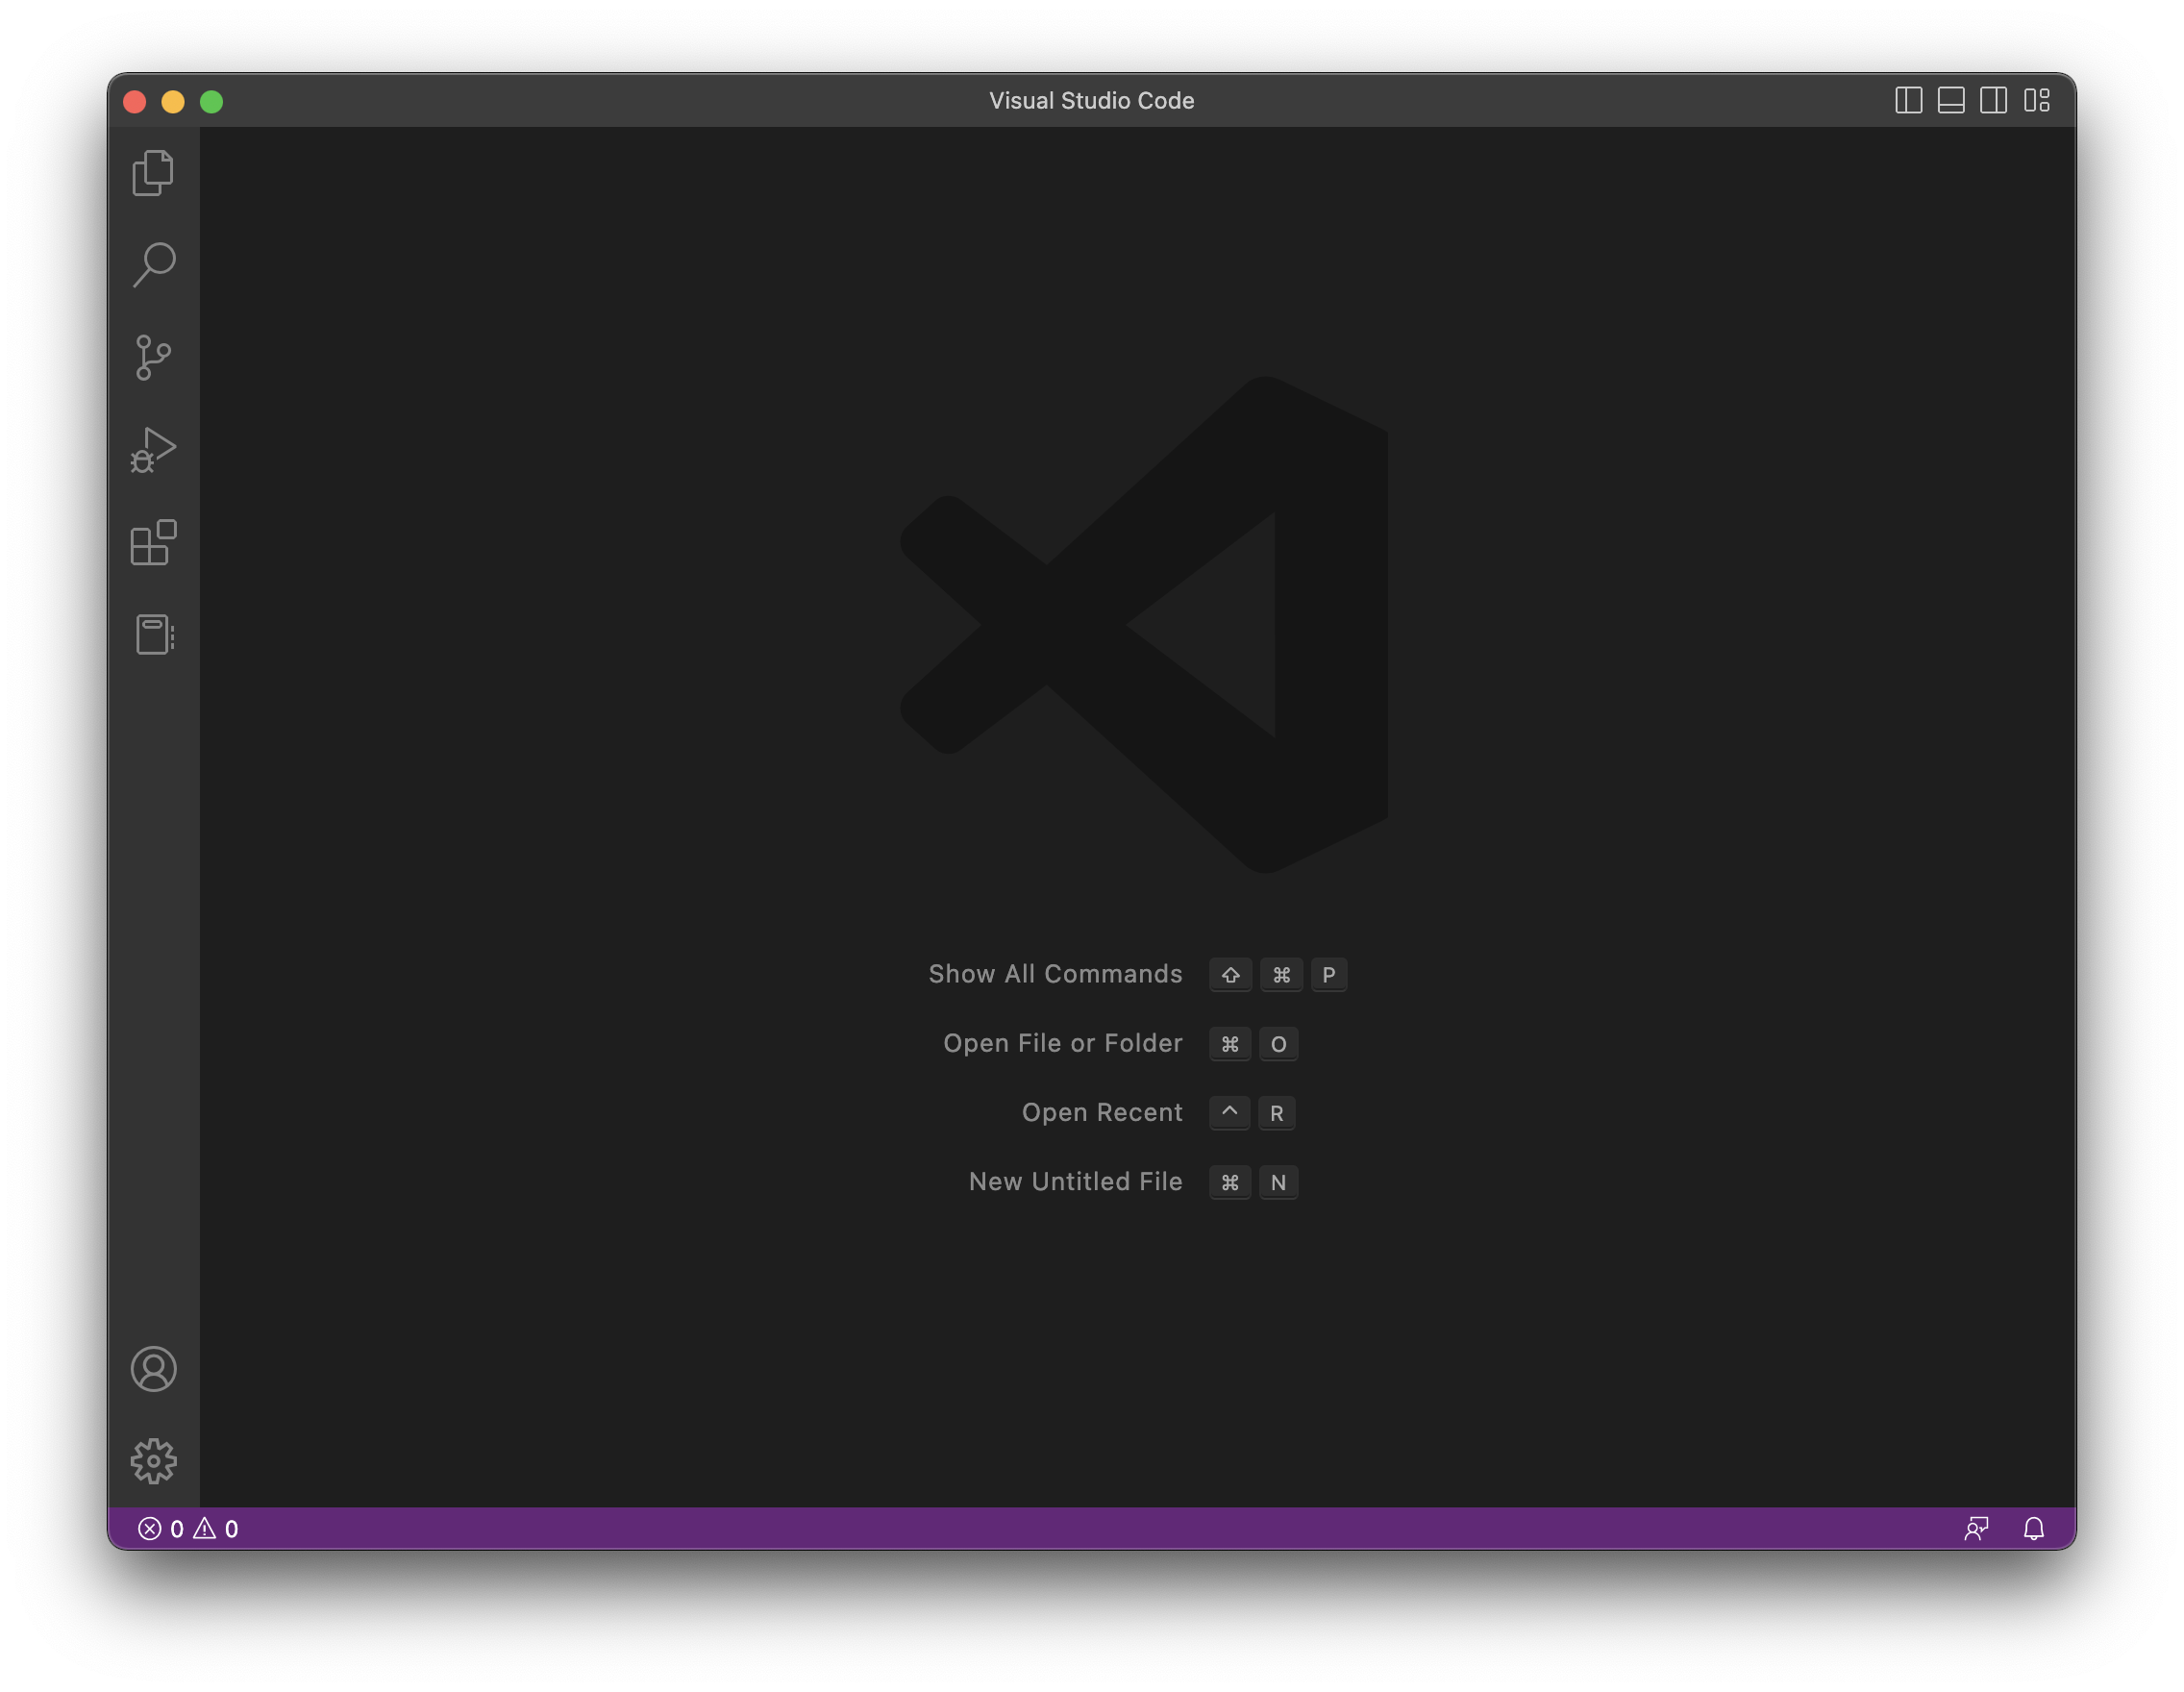 Visual Studio Code
Show All Commands ⇧ ⌘ P
Open File or Folder ⌘ O
Open Recent ^ R
New Untitled File ⌘ N
0 0